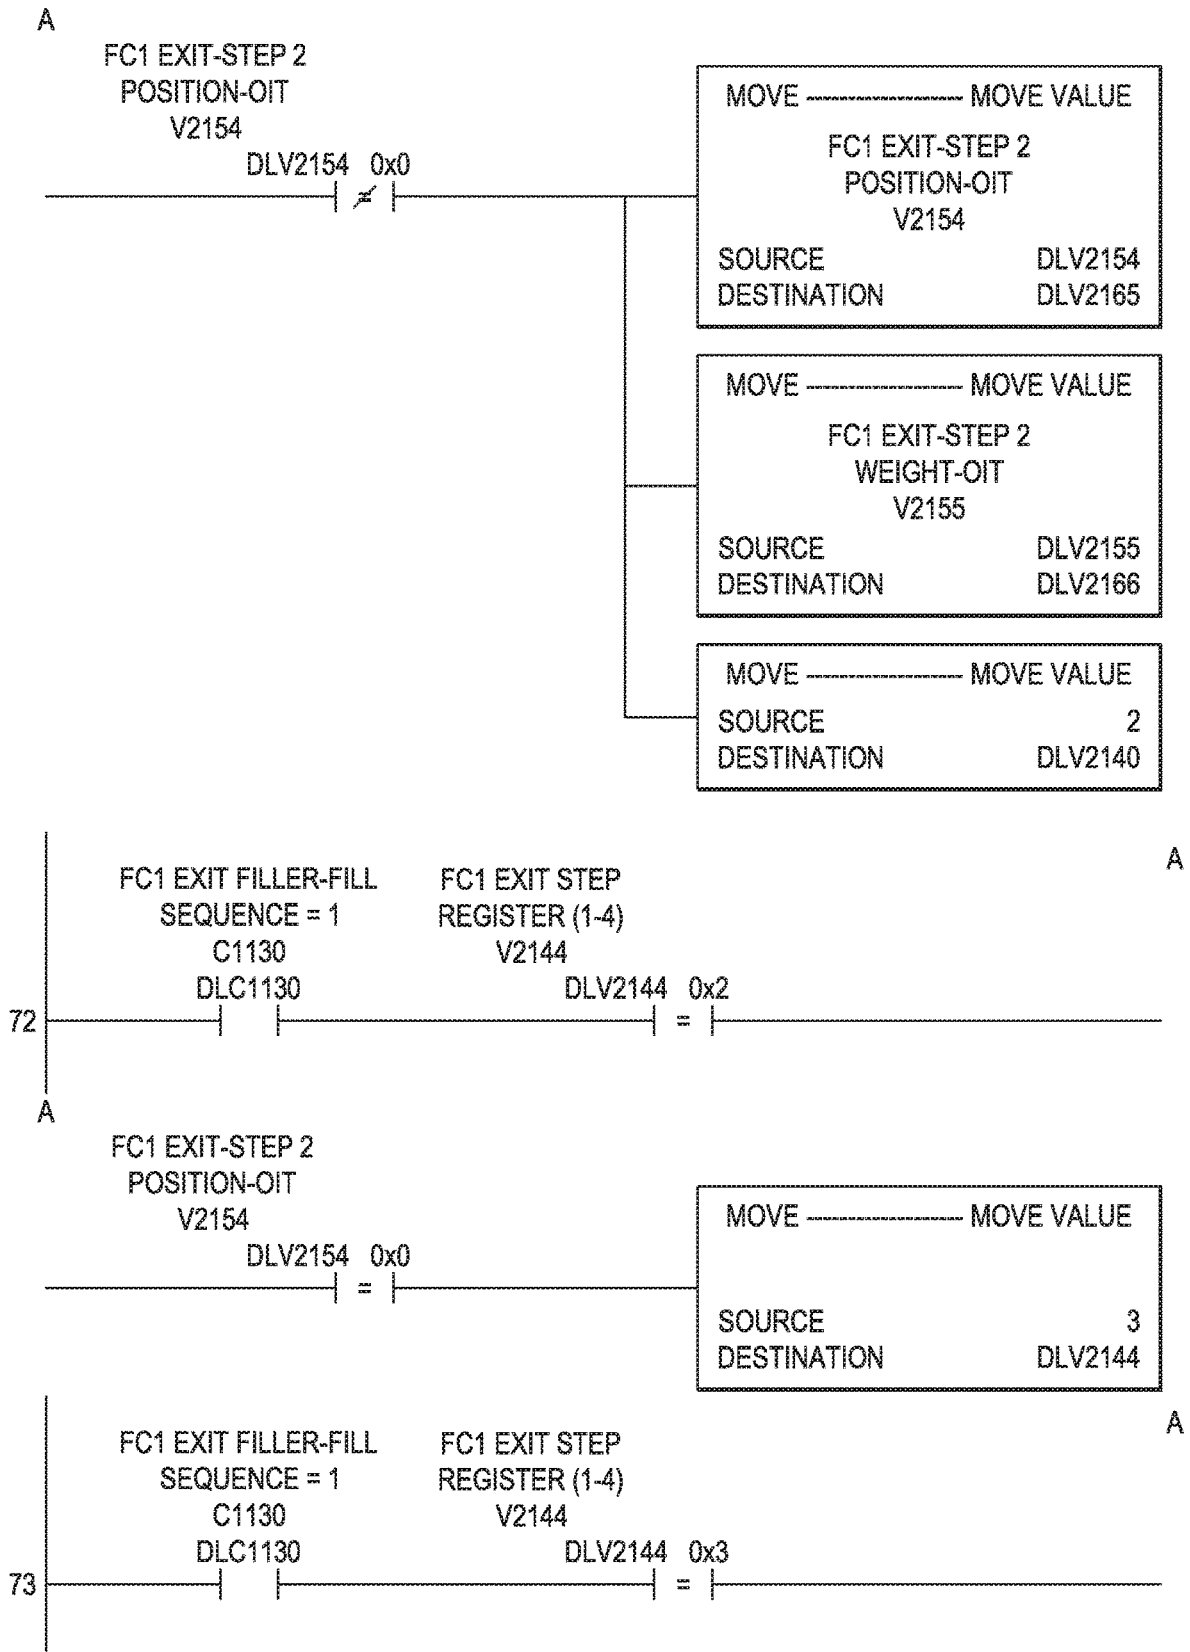 A
FC1 EXIT-STEP 2
POSITION-OIT
V2154
DLV2154 0x0
≠
MOVE ------------------- MOVE VALUE
FC1 EXIT-STEP 2
POSITION-OIT
V2154
SOURCE DLV2154
DESTINATION DLV2165
MOVE ------------------- MOVE VALUE
FC1 EXIT-STEP 2
WEIGHT-OIT
V2155
SOURCE DLV2155
DESTINATION DLV2166
MOVE ------------------- MOVE VALUE
SOURCE 2
DESTINATION DLV2140
A
FC1 EXIT FILLER-FILL
SEQUENCE = 1
C1130
DLC1130
FC1 EXIT STEP
REGISTER (1-4)
V2144
DLV2144 0x2
72
=
A
FC1 EXIT-STEP 2
POSITION-OIT
V2154
DLV2154 0x0
=
MOVE ------------------- MOVE VALUE
SOURCE 3
DESTINATION DLV2144
A
FC1 EXIT FILLER-FILL
SEQUENCE = 1
C1130
DLC1130
FC1 EXIT STEP
REGISTER (1-4)
V2144
DLV2144 0x3
73
=